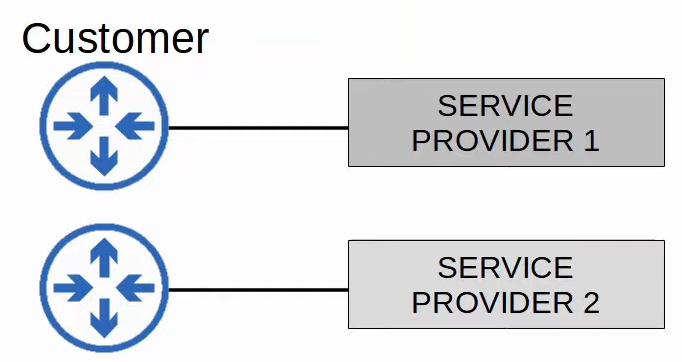 Customer
SERVICE
PROVIDER 1
SERVICE
PROVIDER 2